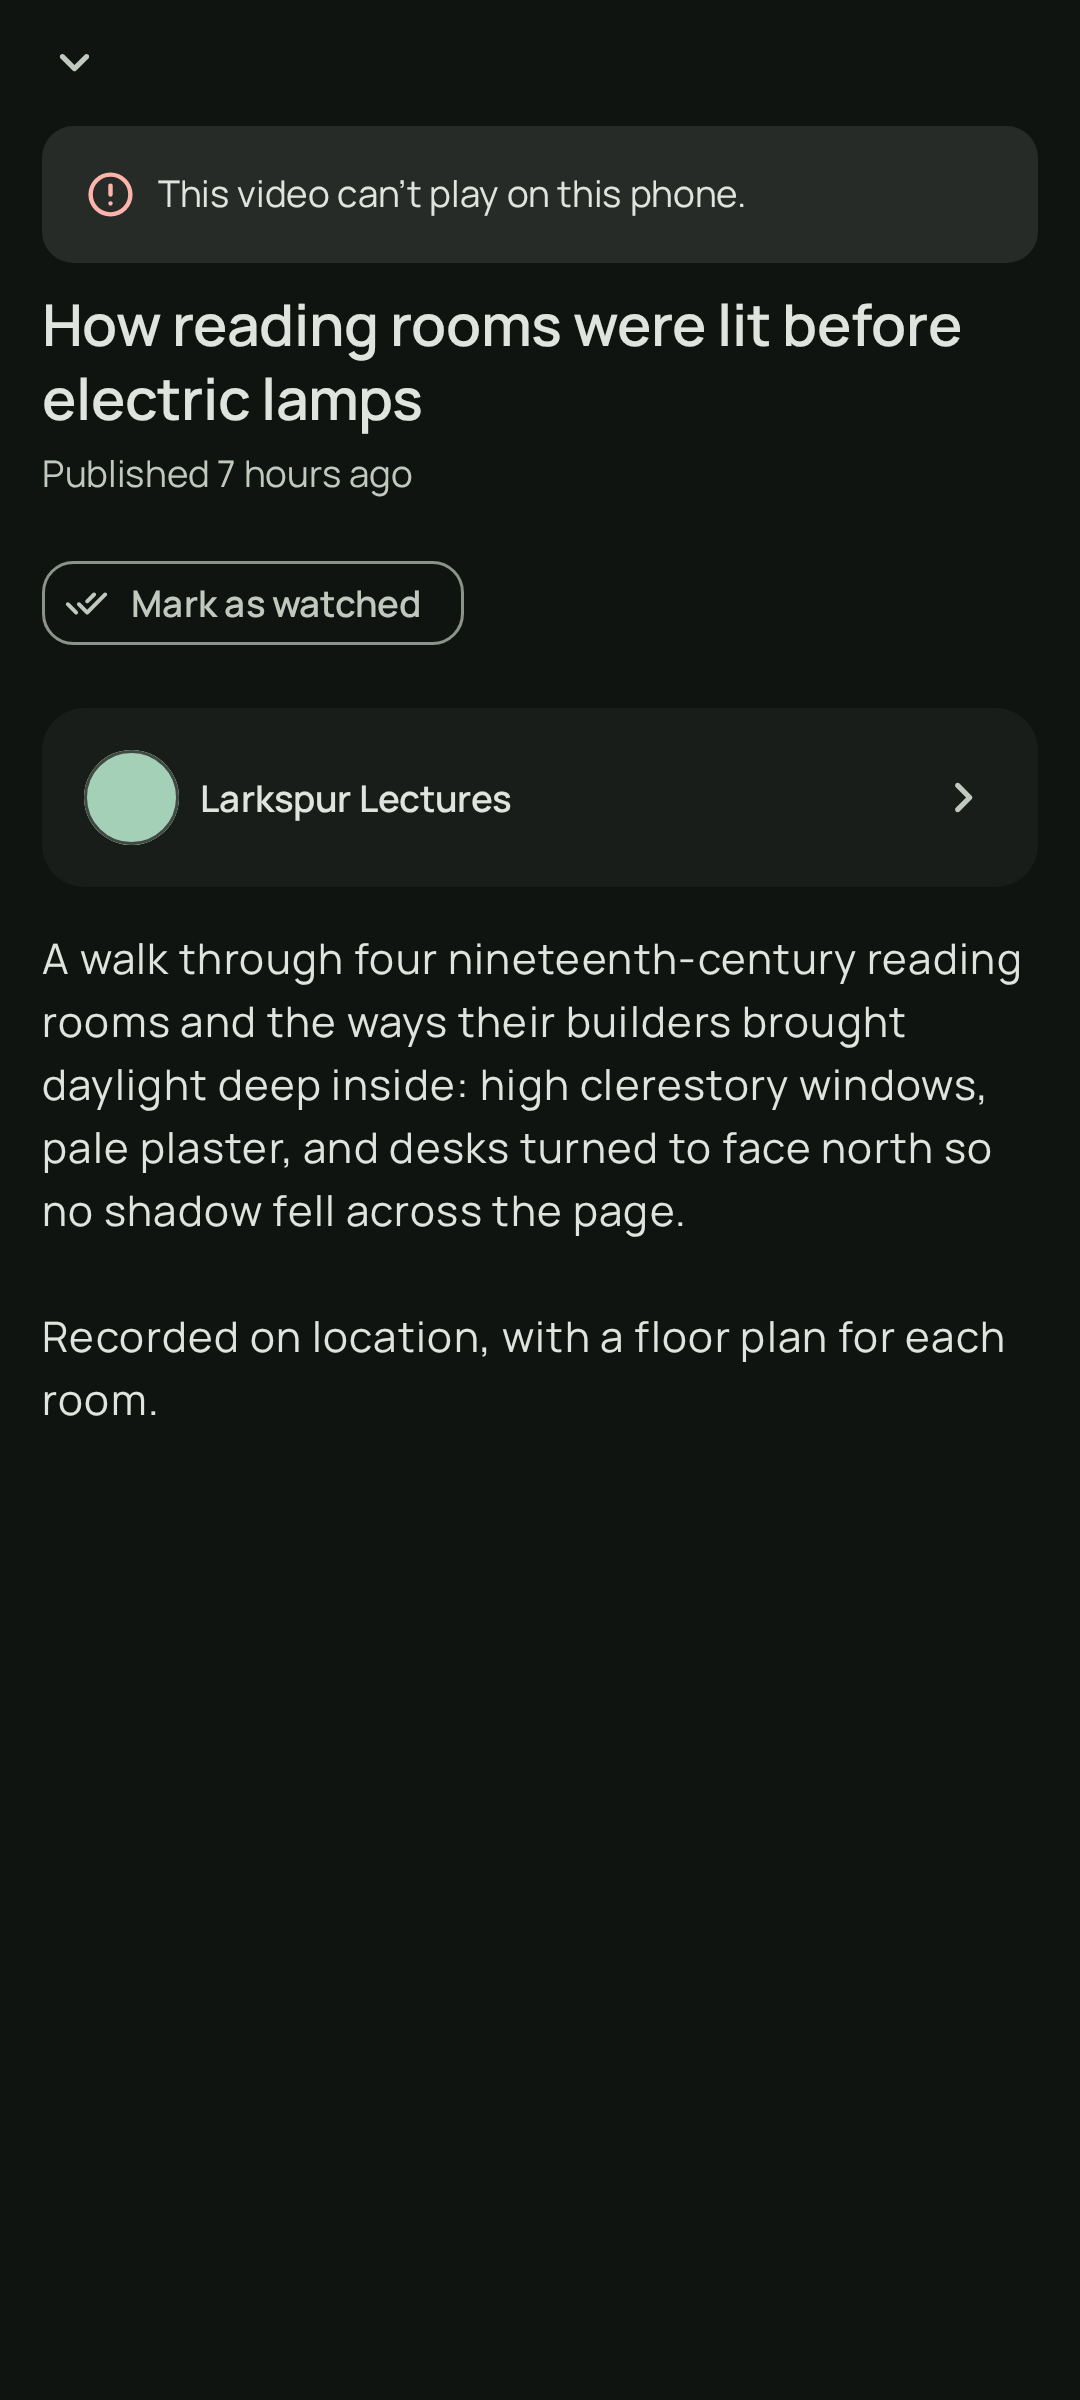 This video can’t play on this phone.
How reading rooms were lit before
electric lamps
Published 7 hours ago
Mark as watched
Larkspur Lectures
A walk through four nineteenth-century reading
rooms and the ways their builders brought
daylight deep inside: high clerestory windows,
pale plaster, and desks turned to face north so
no shadow fell across the page.
Recorded on location, with a floor plan for each
room.